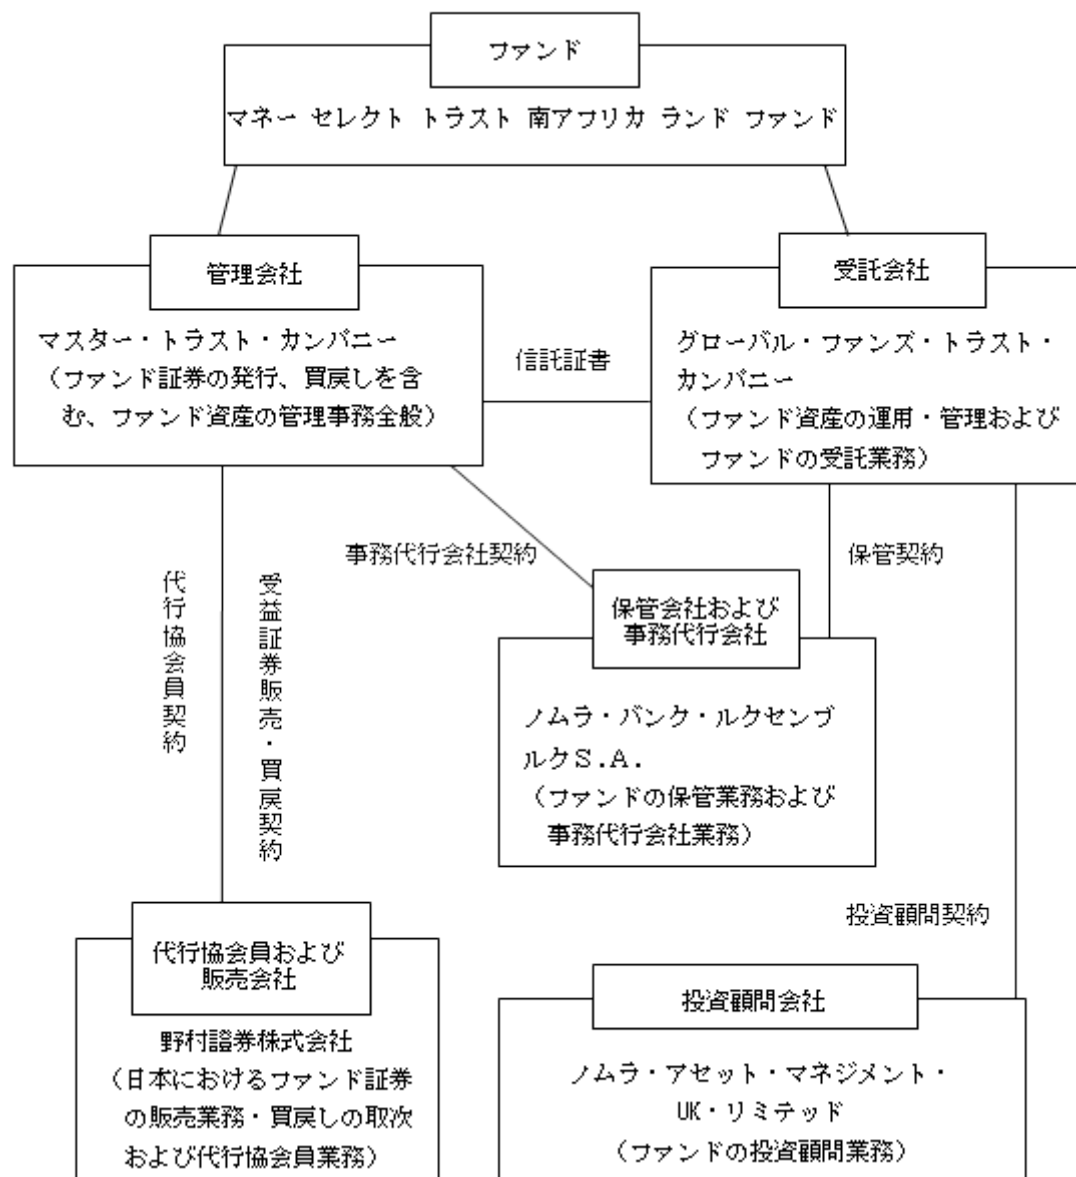 ファンド
マネー セレクト トラスト 南アフリカ ランド ファンド
管理会社
マスター・トラスト・カンパニー
（ファンド証券の発行、買戻しを含
む、ファンド資産の管理事務全般）
信託証書
受託会社
グローバル・ファンズ・トラスト・
カンパニー
（ファンド資産の運用・管理および
ファンドの受託業務）
代行協会員契約
受益証券販売・買戻契約
事務代行会社契約
保管契約
保管会社および
事務代行会社
ノムラ・バンク・ルクセンブ
ルクＳ.Ａ.
（ファンドの保管業務および
事務代行会社業務）
投資顧問契約
代行協会員および
販売会社
野村證券株式会社
（日本におけるファンド証券
の販売業務・買戻しの取次
および代行協会員業務）
投資顧問会社
ノムラ・アセット・マネジメント・
UK・リミテッド
（ファンドの投資顧問業務）